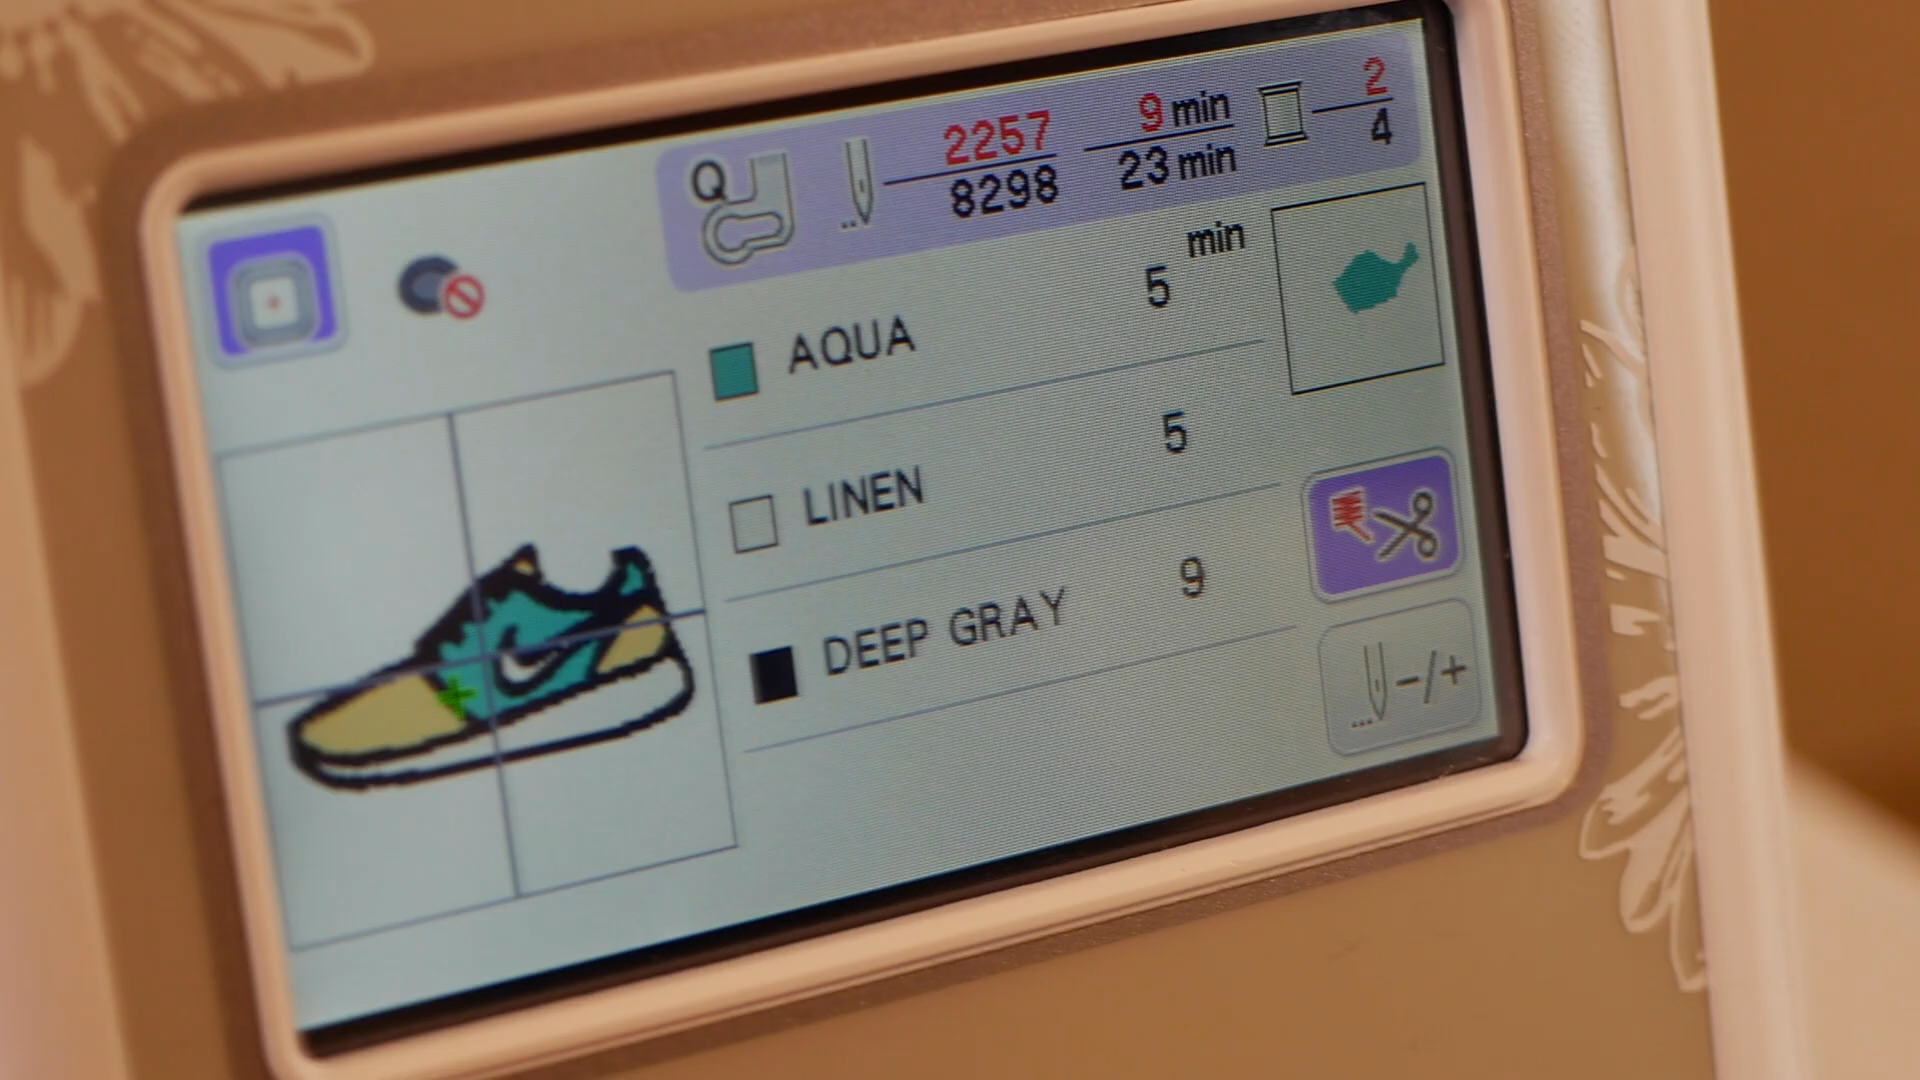 Q 2257 9 min 2
8298 23 min 4
min
AQUA 5
LINEN 5
DEEP GRAY 9
-/+